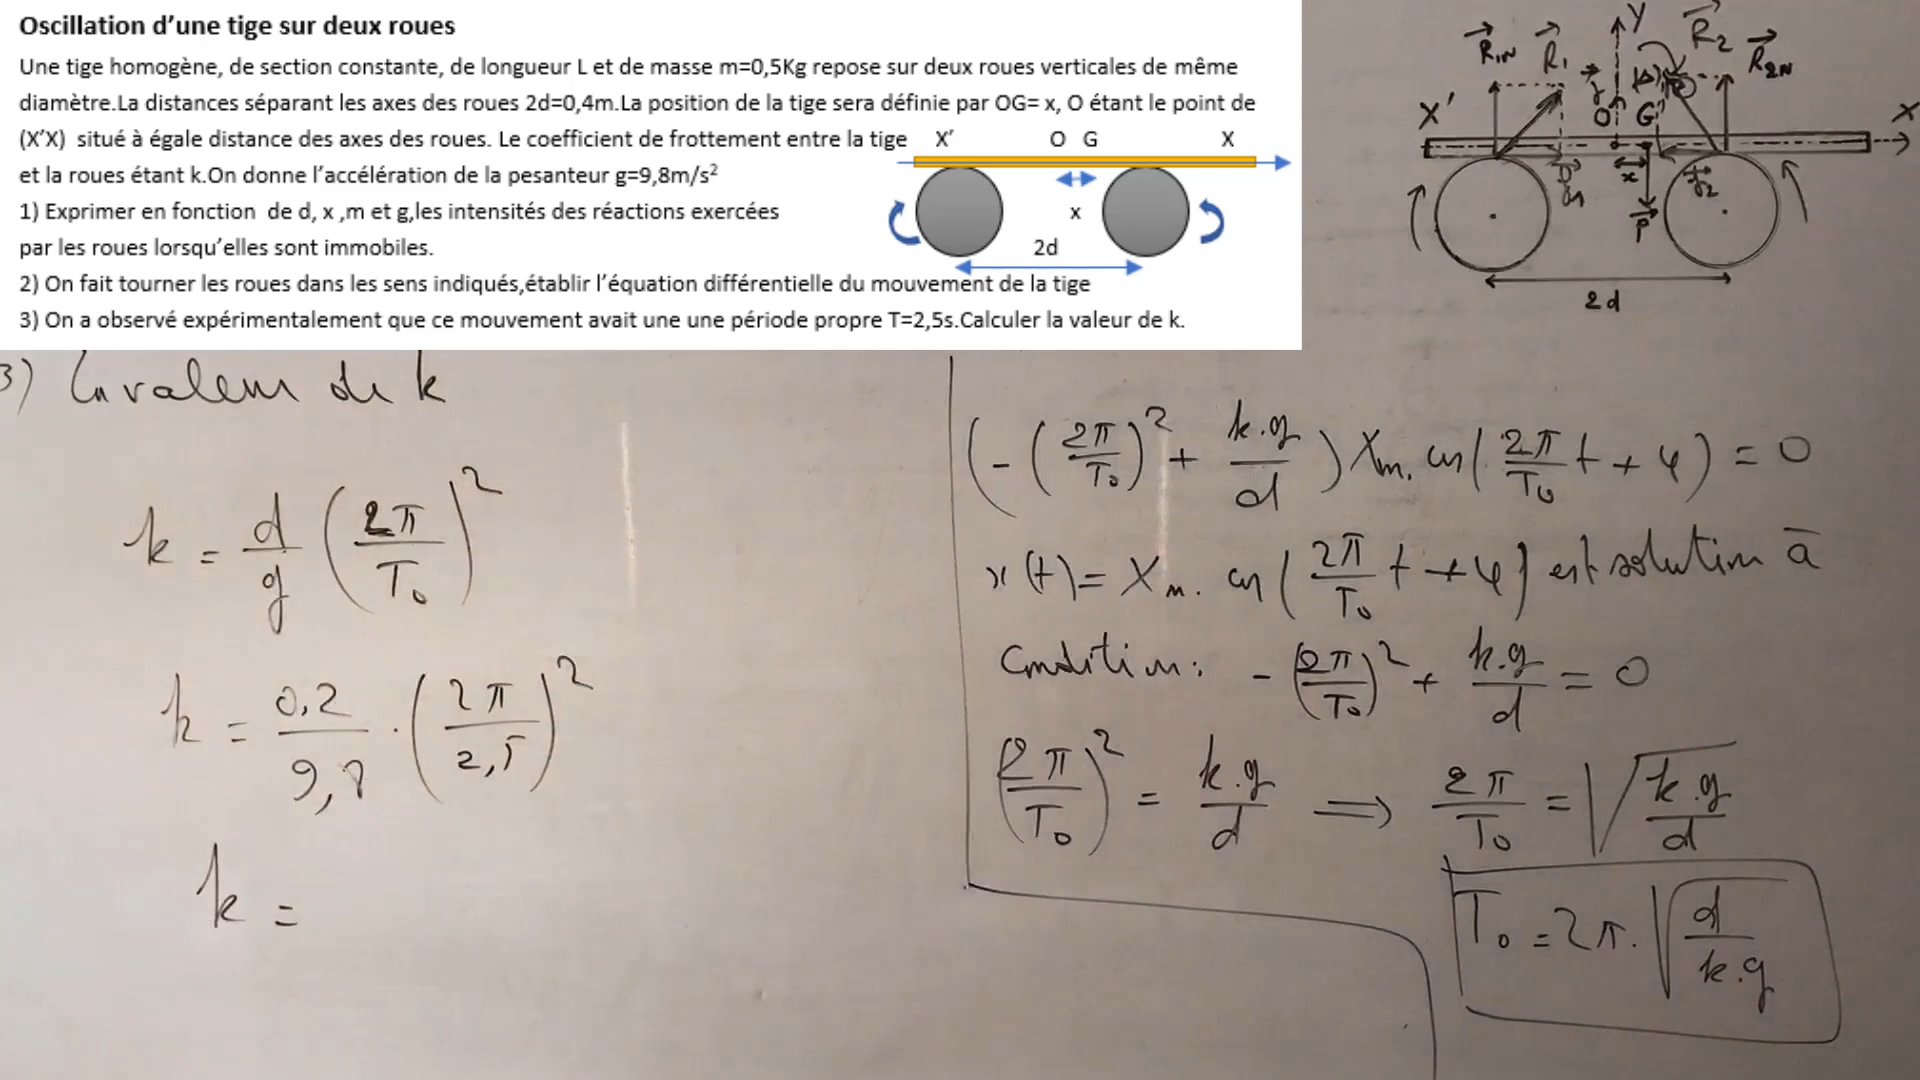 Oscillation d'une tige sur deux roues
Une tige homogène, de section constante, de longueur L et de masse m=0,5Kg repose sur deux roues verticales de même
diamètre.La distances séparant les axes des roues 2d=0,4m.La position de la tige sera définie par OG= x, O étant le point de
(X'X) situé à égale distance des axes des roues. Le coefficient de frottement entre la tige
et la roues étant k.On donne l'accélération de la pesanteur g=9,8m/s²
1) Exprimer en fonction de d, x ,m et g,les intensités des réactions exercées
par les roues lorsqu'elles sont immobiles.
2) On fait tourner les roues dans les sens indiqués,établir l'équation différentielle du mouvement de la tige
3) On a observé expérimentalement que ce mouvement avait une une période propre T=2,5s.Calculer la valeur de k.
X' O G X
x
2d
Y
R⃗₁N R⃗₁ R⃗₂ R⃗₂N
X' O G X
x
P⃗
2d
3) La valeur de k
k = d/g (2π/T₀)²
k = 0,2/9,8 · (2π/2,5)²
k =
(-(2π/T₀)² + k.g/d) Xm. cos(2π/T₀ t + φ) = 0
x(t) = Xm. cos(2π/T₀ t + φ) est solution à
Condition: -(2π/T₀)² + k.g/d = 0
(2π/T₀)² = k.g/d ⟹ 2π/T₀ = √(k.g/d)
T₀ = 2π.√(d/k.g)